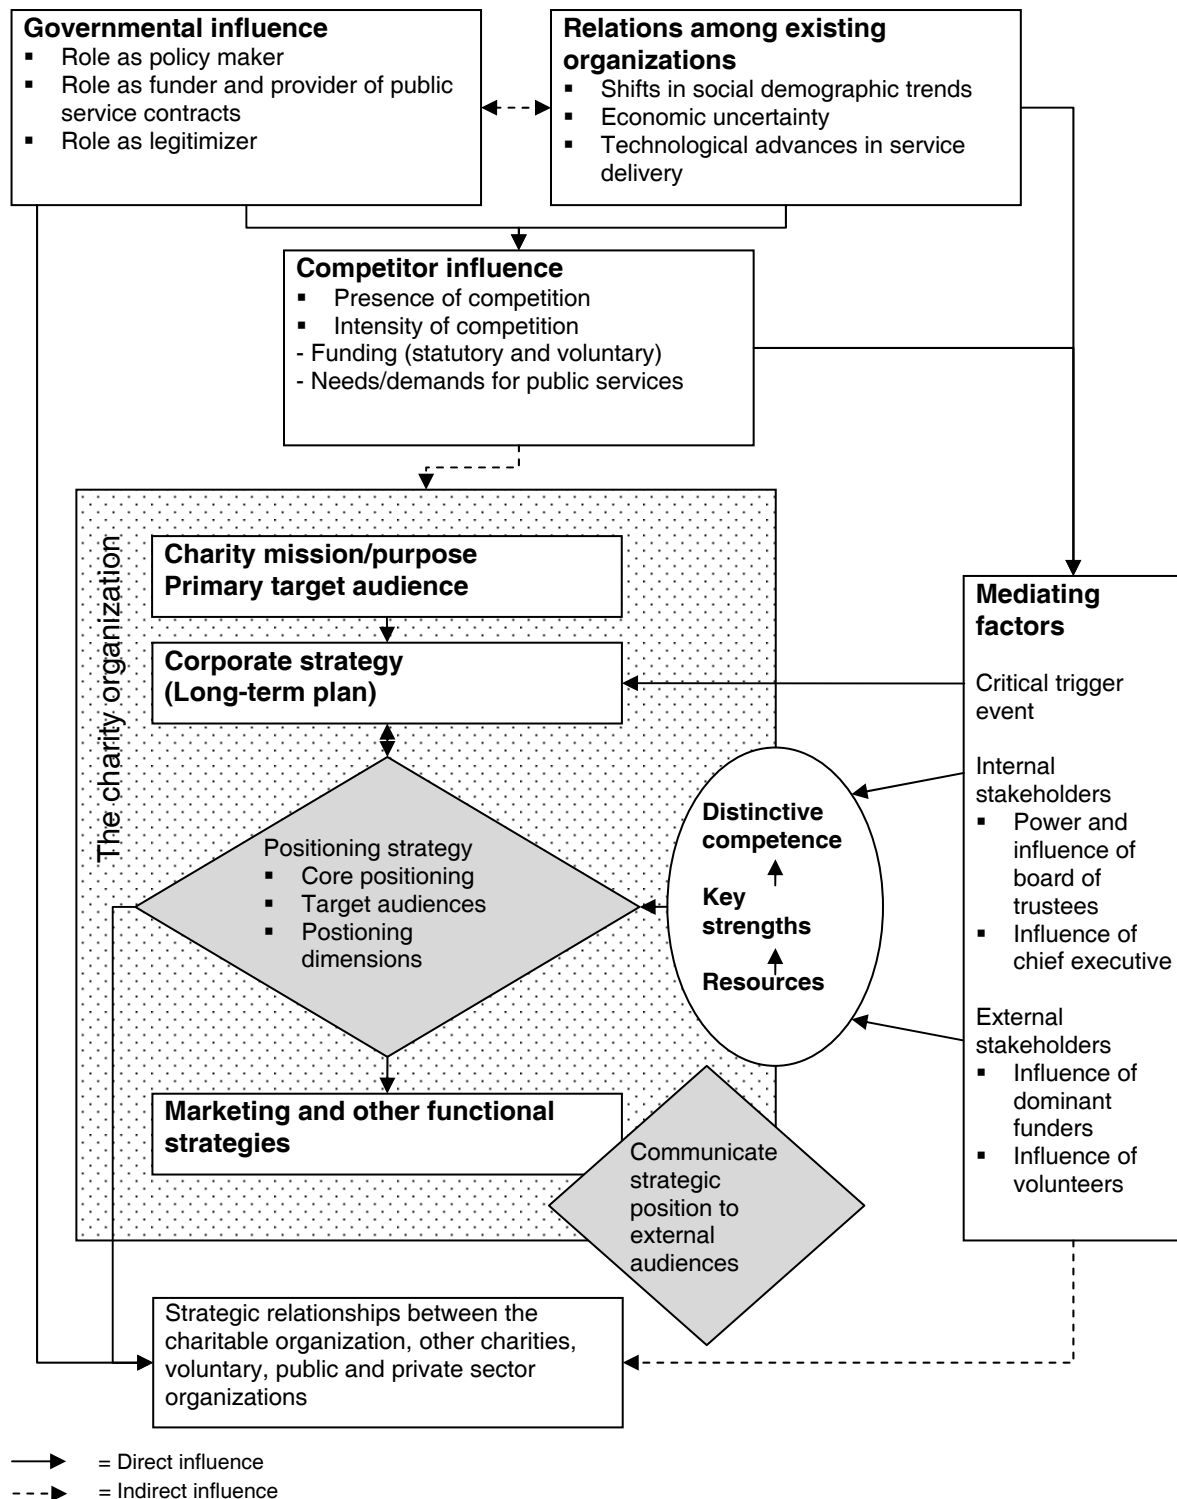 Governmental influence
▪ Role as policy maker
▪ Role as funder and provider of public
service contracts
▪ Role as legitimizer
Relations among existing
organizations
▪ Shifts in social demographic trends
▪ Economic uncertainty
▪ Technological advances in service
delivery
Competitor influence
▪ Presence of competition
▪ Intensity of competition
- Funding (statutory and voluntary)
- Needs/demands for public services
The charity organization
Charity mission/purpose
Primary target audience
Corporate strategy
(Long-term plan)
Positioning strategy
▪ Core positioning
▪ Target audiences
▪ Postioning
dimensions
Distinctive
competence
Key
strengths
Resources
Mediating
factors
Critical trigger
event
Internal
stakeholders
▪ Power and
influence of
board of
trustees
▪ Influence of
chief executive
External
stakeholders
▪ Influence of
dominant
funders
▪ Influence of
volunteers
Marketing and other functional
strategies
Communicate
strategic
position to
external
audiences
Strategic relationships between the
charitable organization, other charities,
voluntary, public and private sector
organizations
= Direct influence
= Indirect influence